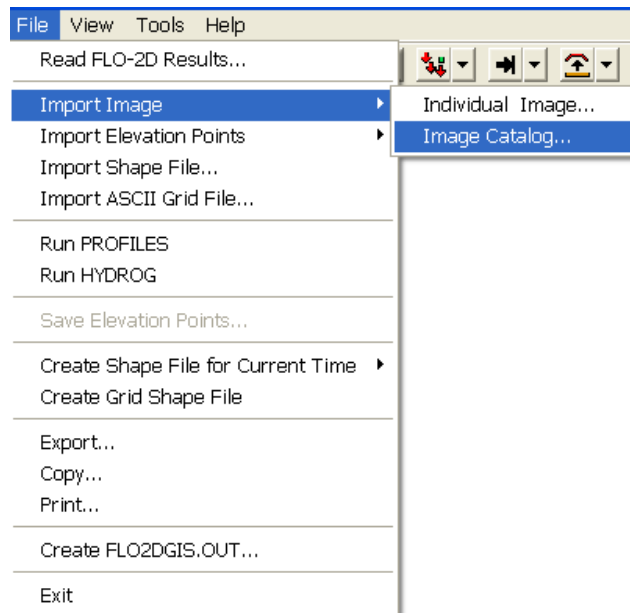 File View Tools Help
Read FLO-2D Results...
Import Image
Individual Image...
Import Elevation Points
Image Catalog...
Import Shape File...
Import ASCII Grid File...
Run PROFILES
Run HYDROG
Save Elevation Points...
Create Shape File for Current Time
Create Grid Shape File
Export...
Copy...
Print...
Create FLO2DGIS.OUT...
Exit